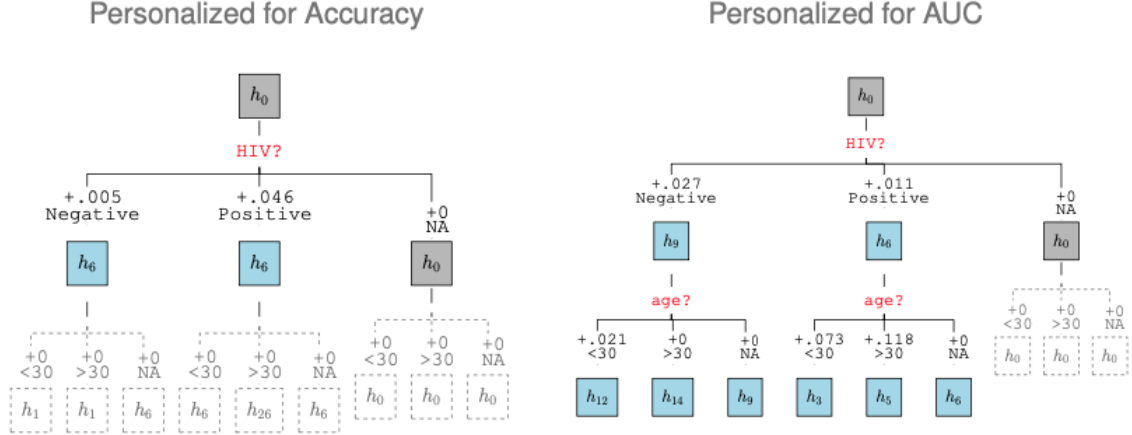 Personalized for Accuracy
h0
HIV?
+.005
Negative
+.046
Positive
+0
NA
h6
h6
h0
+0
<30
+0
>30
+0
NA
+0
<30
+0
>30
+0
NA
+0
<30
+0
>30
+0
NA
h1
h1
h6
h6
h26
h6
h0
h0
h0
Personalized for AUC
h0
HIV?
+.027
Negative
+.011
Positive
+0
NA
h9
h6
h0
age?
age?
+.021
<30
+0
>30
+0
NA
+.073
<30
+.118
>30
+0
NA
+0
<30
+0
>30
+0
NA
h12
h14
h9
h3
h5
h6
h0
h0
h0